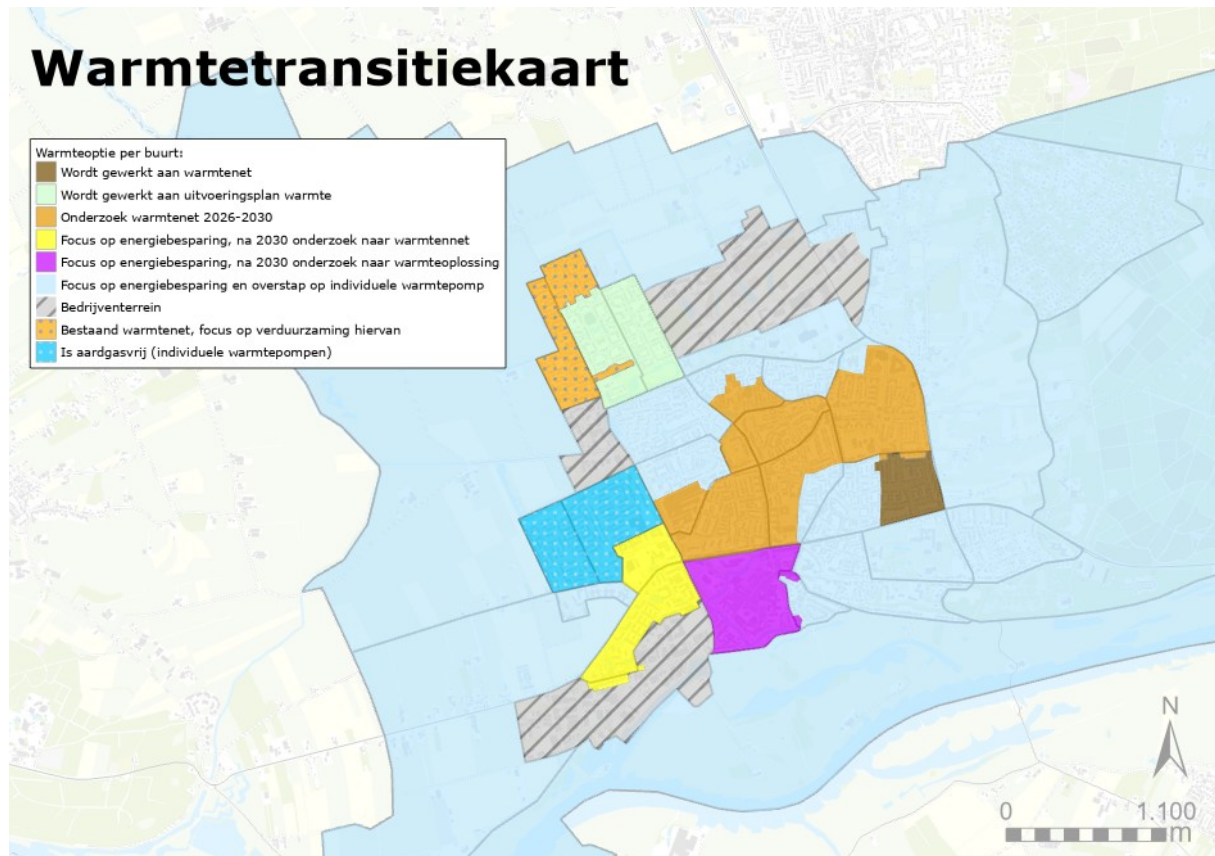 Warmtetransitiekaart
Warmteoptie per buurt:
Wordt gewerkt aan warmtenet
Wordt gewerkt aan uitvoeringsplan warmte
Onderzoek warmtenet 2026-2030
Focus op energiebesparing, na 2030 onderzoek naar warmtennet
Focus op energiebesparing, na 2030 onderzoek naar warmteoplossing
Focus op energiebesparing en overstap op individuele warmtepomp
Bedrijventerrein
Bestaand warmtenet, focus op verduurzaming hiervan
Is aardgasvrij (individuele warmtepompen)
N
0 1.100
m